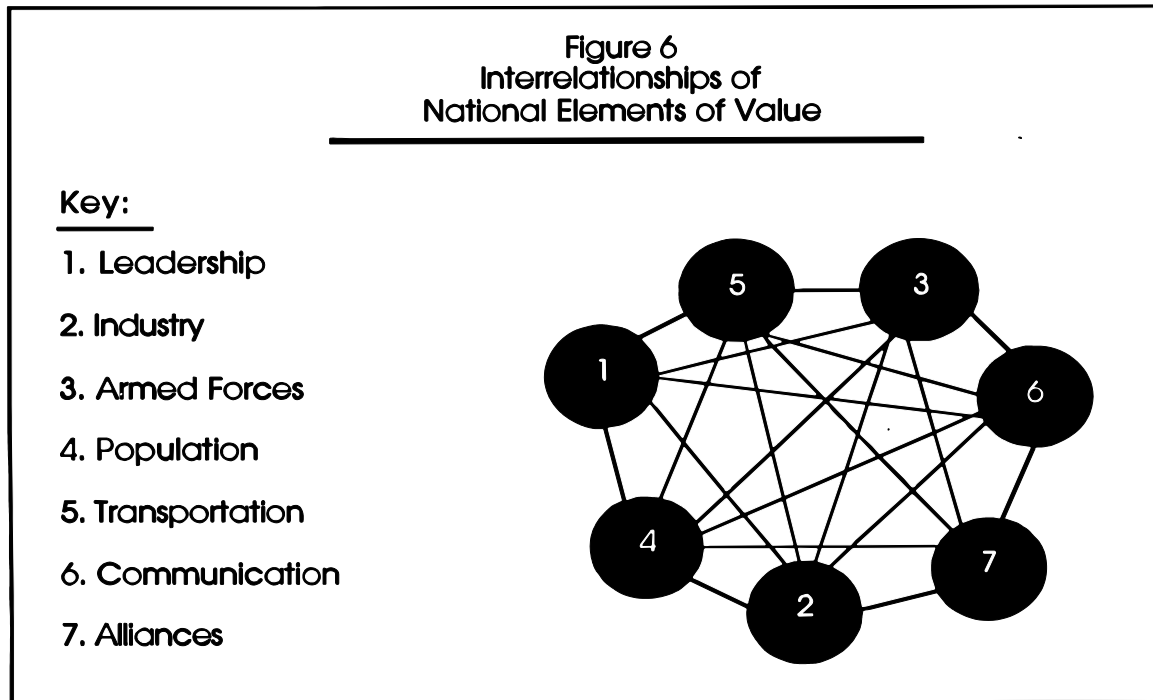 Figure 6
Interrelationships of
National Elements of Value
Key:
1. Leadership
2. Industry
3. Armed Forces
4. Population
5. Transportation
6. Communication
7. Alliances
5
3
1
6
4
7
2